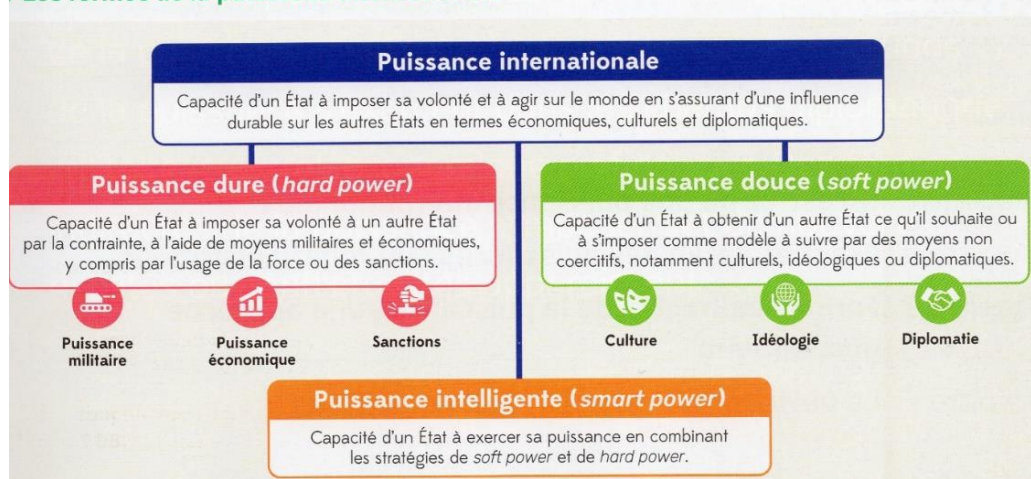 Puissance internationale
Capacité d'un État à imposer sa volonté et à agir sur le monde en s'assurant d'une influence
durable sur les autres États en termes économiques, culturels et diplomatiques.
Puissance dure (hard power)
Capacité d'un État à imposer sa volonté à un autre État
par la contrainte, à l'aide de moyens militaires et économiques,
y compris par l'usage de la force ou des sanctions.
Puissance
militaire
Puissance
économique
Sanctions
Puissance douce (soft power)
Capacité d'un État à obtenir d'un autre État ce qu'il souhaite ou
à s'imposer comme modèle à suivre par des moyens non
coercitifs, notamment culturels, idéologiques ou diplomatiques.
Culture
Idéologie
Diplomatie
Puissance intelligente (smart power)
Capacité d'un État à exercer sa puissance en combinant
les stratégies de soft power et de hard power.